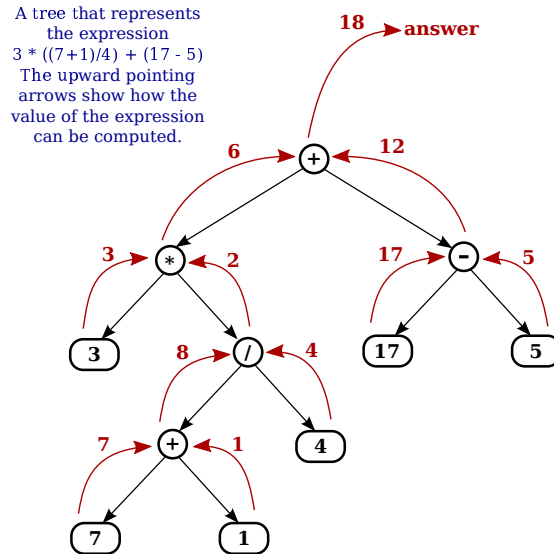 A tree that represents
the expression
3 * ((7+1)/4) + (17 - 5)
The upward pointing
arrows show how the
value of the expression
can be computed.
18
answer
6
12
+
3
2
17
5
*
-
3
8
4
17
5
/
7
1
4
+
7
1